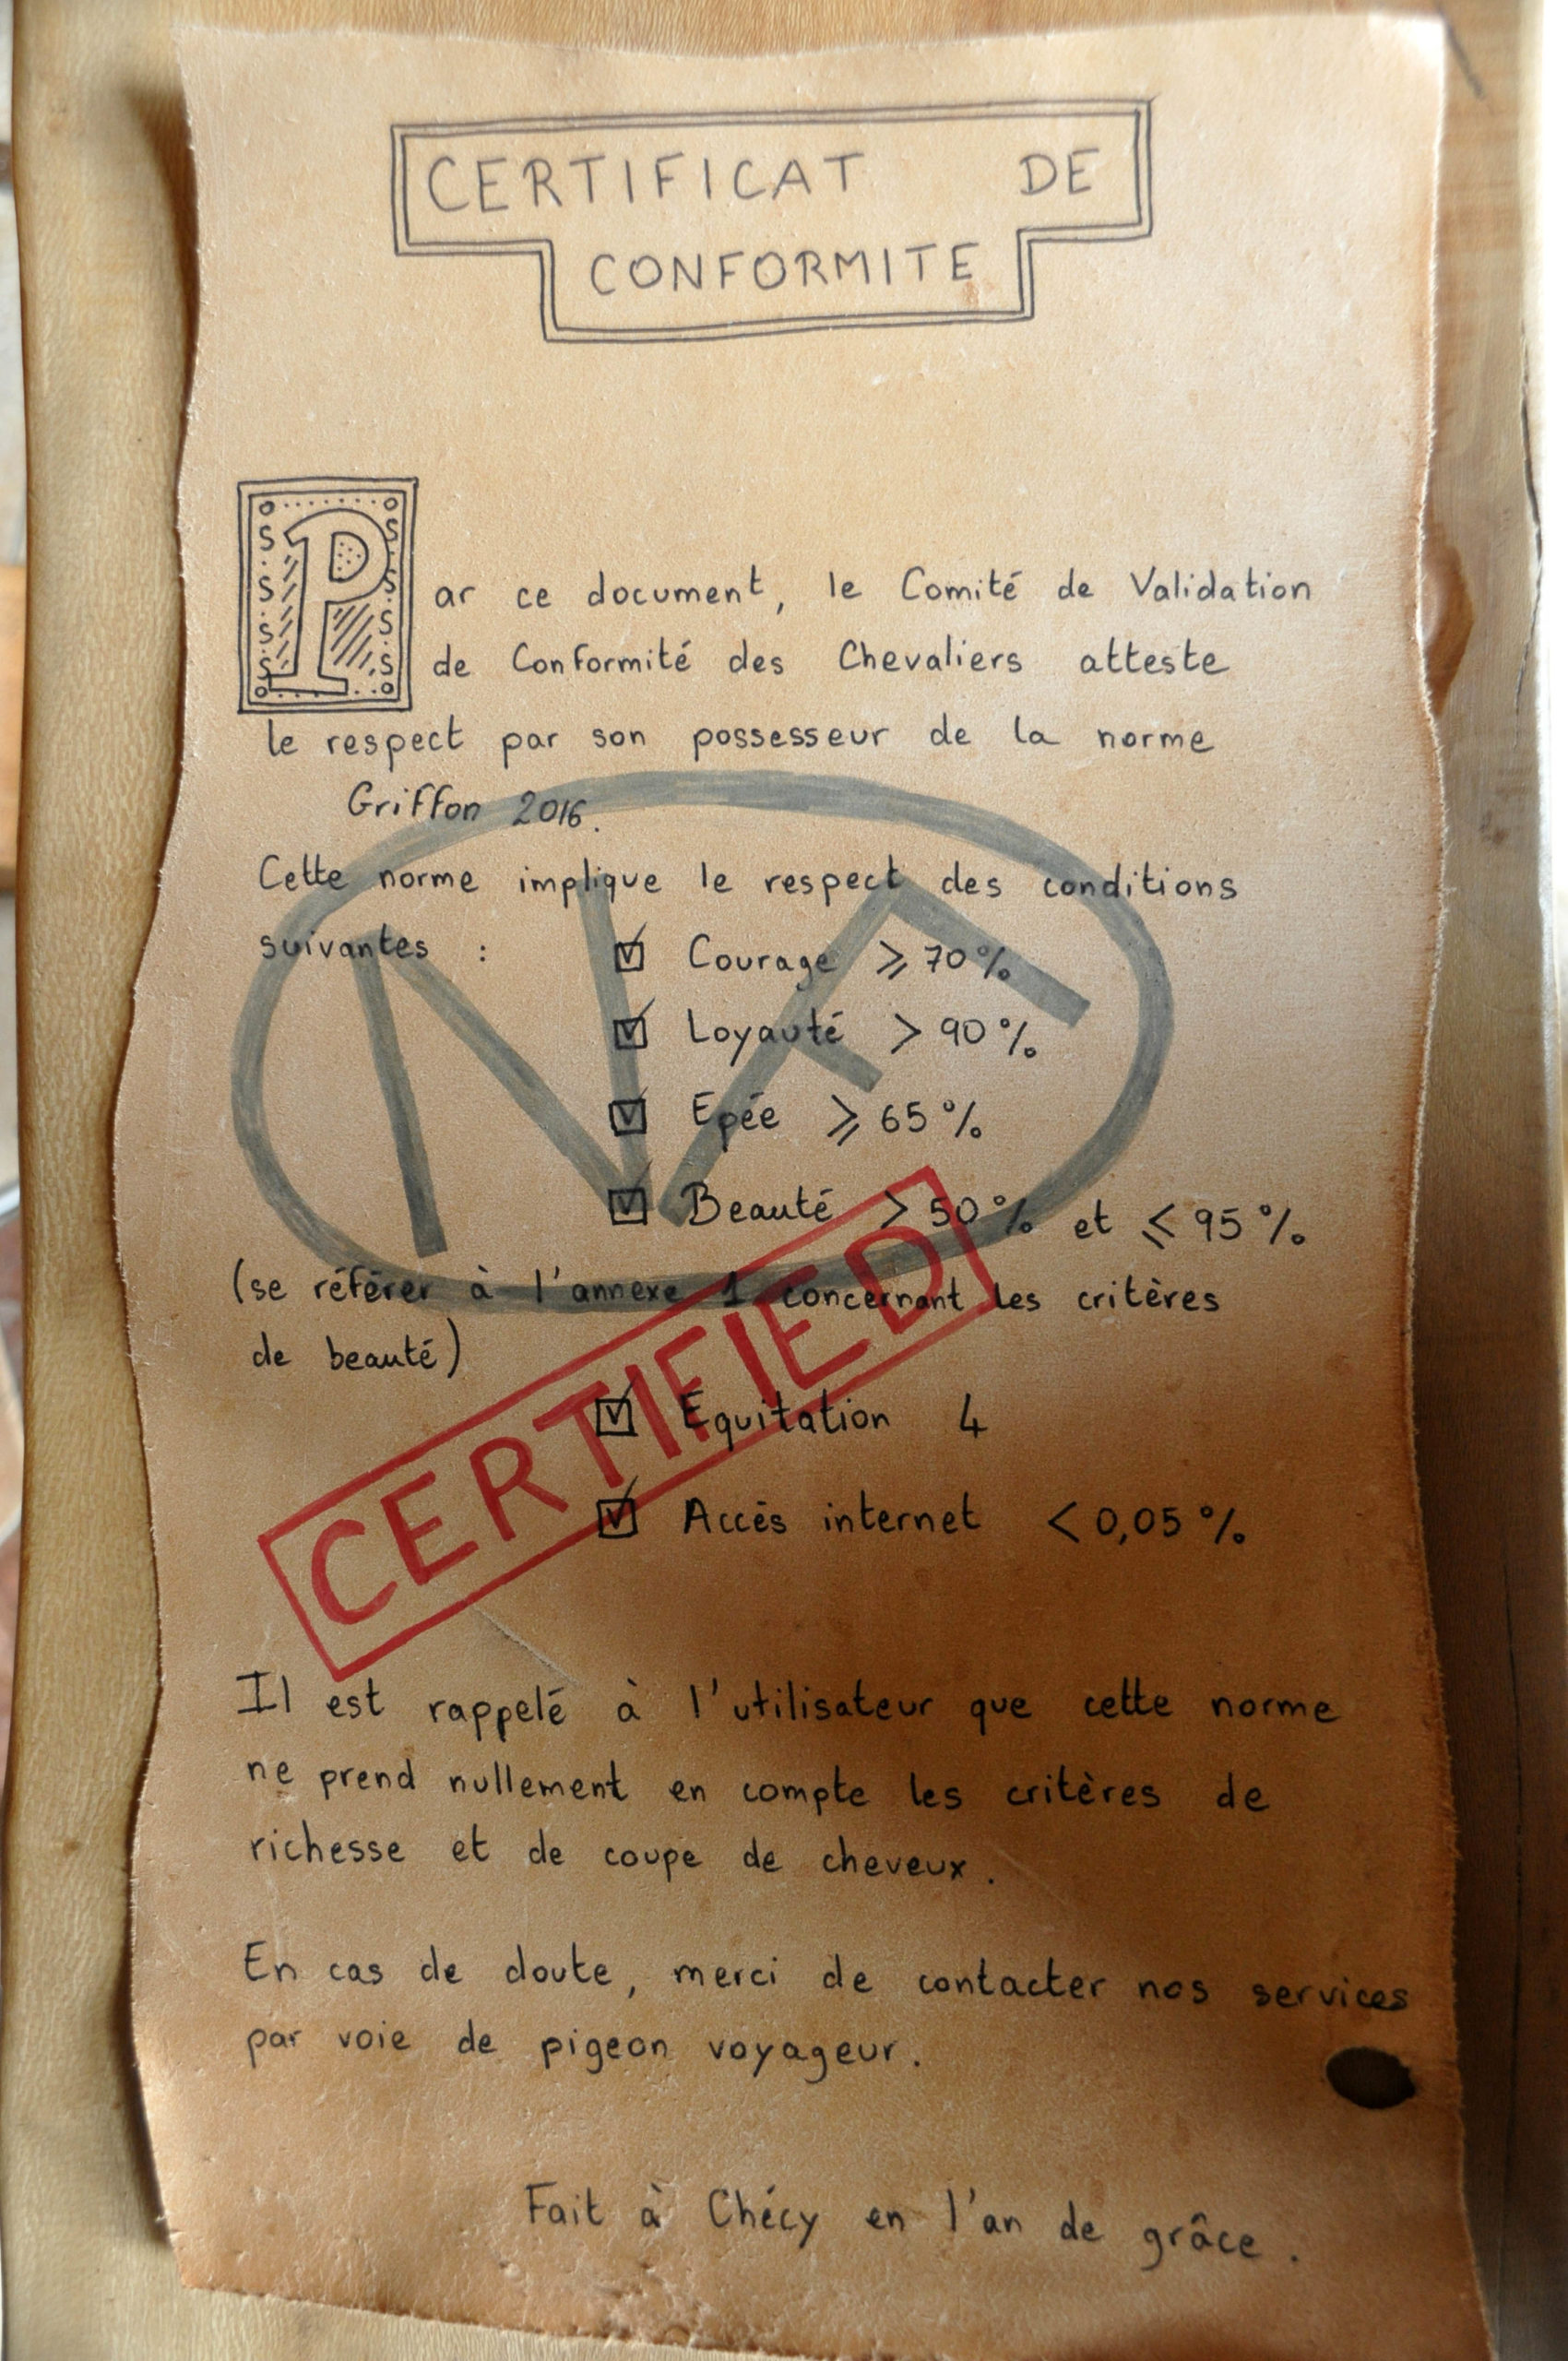 CERTIFICAT DE
CONFORMITE
Par ce document, le Comité de Validation
de Conformité des Chevaliers atteste
le respect par son possesseur de la norme
Griffon 2016.
Cette norme implique le respect des conditions
suivantes : ☑ Courage ⩾ 70%
☑ Loyauté > 90%
☑ Epée ⩾ 65%
☑ Beauté > 50% et ⩽ 95%
(se référer à l'annexe 1 concernant les critères
de beauté)
☑ Equitation 4
☑ Accès internet < 0,05%
NF
CERTIFIED
Il est rappelé à l'utilisateur que cette norme
ne prend nullement en compte les critères de
richesse et de coupe de cheveux.
En cas de doute, merci de contacter nos services
par voie de pigeon voyageur.
Fait à Chécy en l'an de grâce.